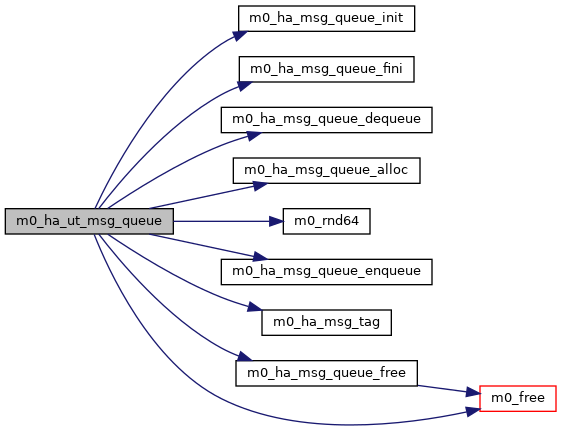 m0_ha_msg_queue_init
m0_ha_msg_queue_fini
m0_ha_msg_queue_dequeue
m0_ha_msg_queue_alloc
m0_ha_ut_msg_queue
m0_rnd64
m0_ha_msg_queue_enqueue
m0_ha_msg_tag
m0_ha_msg_queue_free
m0_free